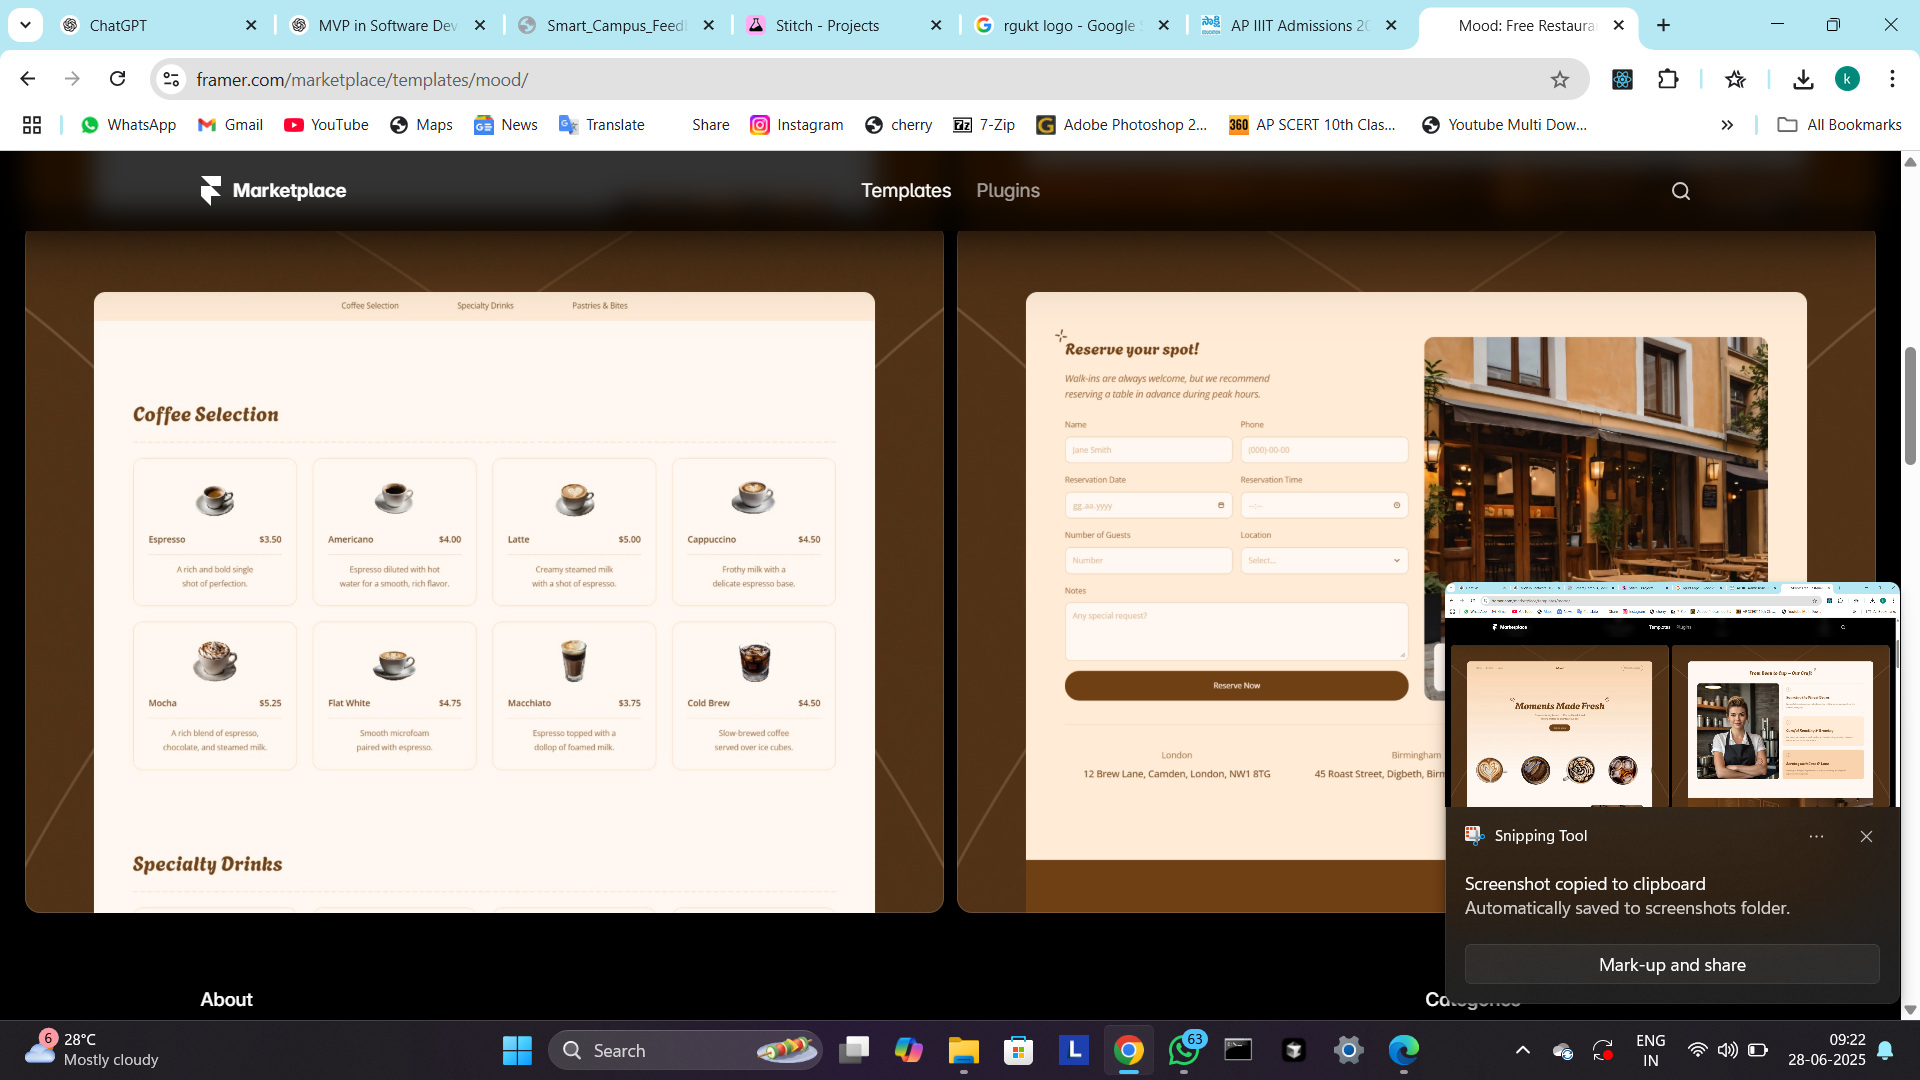 ChatGPT
MVP in Software Dev
Smart_Campus_Feed
Stitch - Projects
rgukt logo - Google
AP IIIT Admissions 20
Mood: Free Restaura
framer.com/marketplace/templates/mood/
k
WhatsApp
Gmail
YouTube
Maps
News
Translate
Share
Instagram
cherry
7-Zip
Adobe Photoshop 2...
360 AP SCERT 10th Clas...
Youtube Multi Dow...
All Bookmarks
Marketplace
Templates
Plugins
Coffee Selection
Specialty Drinks
Pastries & Bites
Coffee Selection
Espresso $3.50
A rich and bold single
shot of perfection.
Americano $4.00
Espresso diluted with hot
water for a smooth, rich flavor.
Latte $5.00
Creamy steamed milk
with a shot of espresso.
Cappuccino $4.50
Frothy milk with a
delicate espresso base.
Mocha $5.25
A rich blend of espresso,
chocolate, and steamed milk.
Flat White $4.75
Smooth microfoam
paired with espresso.
Macchiato $3.75
Espresso topped with a
dollop of foamed milk.
Cold Brew $4.50
Slow-brewed coffee
served over ice cubes.
Specialty Drinks
Reserve your spot!
Walk-ins are always welcome, but we recommend
reserving a table in advance during peak hours.
Name
Jane Smith
Phone
(000)-00-00
Reservation Date
gg.aa.yyyy
Reservation Time
--:--
Number of Guests
Number
Location
Select...
Notes
Any special request?
Reserve Now
London
12 Brew Lane, Camden, London, NW1 8TG
Birmingham
45 Roast Street, Digbeth, Birm
Marketplace
Templates Plugins
Moments Made Fresh
From Bean to Cup – Our Craft
Snipping Tool
Screenshot copied to clipboard
Automatically saved to screenshots folder.
Mark-up and share
About
6
28°C
Mostly cloudy
Search
L
63
ENG
IN
09:22
28-06-2025